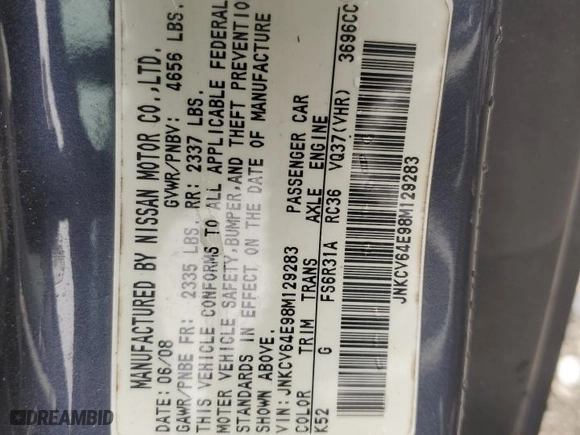 MANUFACTURED BY NISSAN MOTOR CO.,LTD.
DATE: 06/08 GVWR/PNBV: 4656 LBS.
GAWR/PNBE FR: 2335 LBS. RR: 2337 LBS.
THIS VEHICLE CONFORMS TO ALL APPLICABLE FEDERAL
MOTER VEHICLE SAFETY,BUMPER,AND THEFT PREVENTIO
STANDARDS IN EFFECT ON THE DATE OF MANUFACTURE
SHOWN ABOVE.
VIN:JNKCV64E98M129283 PASSENGER CAR
COLOR TRIM TRANS AXLE ENGINE
K52 G FS6R31A RC36 VQ37(VHR) 3696CC
JNKCV64E98M129283
DREAMBID